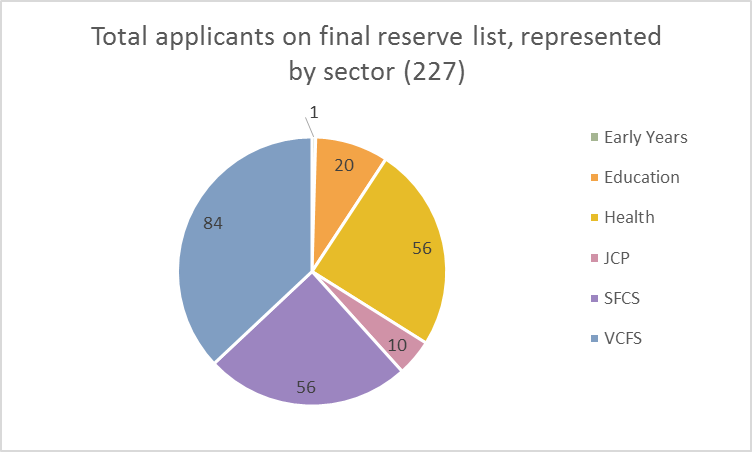 Total applicants on final reserve list, represented
by sector (227)
1
20
56
10
56
84
Early Years
Education
Health
JCP
SFCS
VCFS